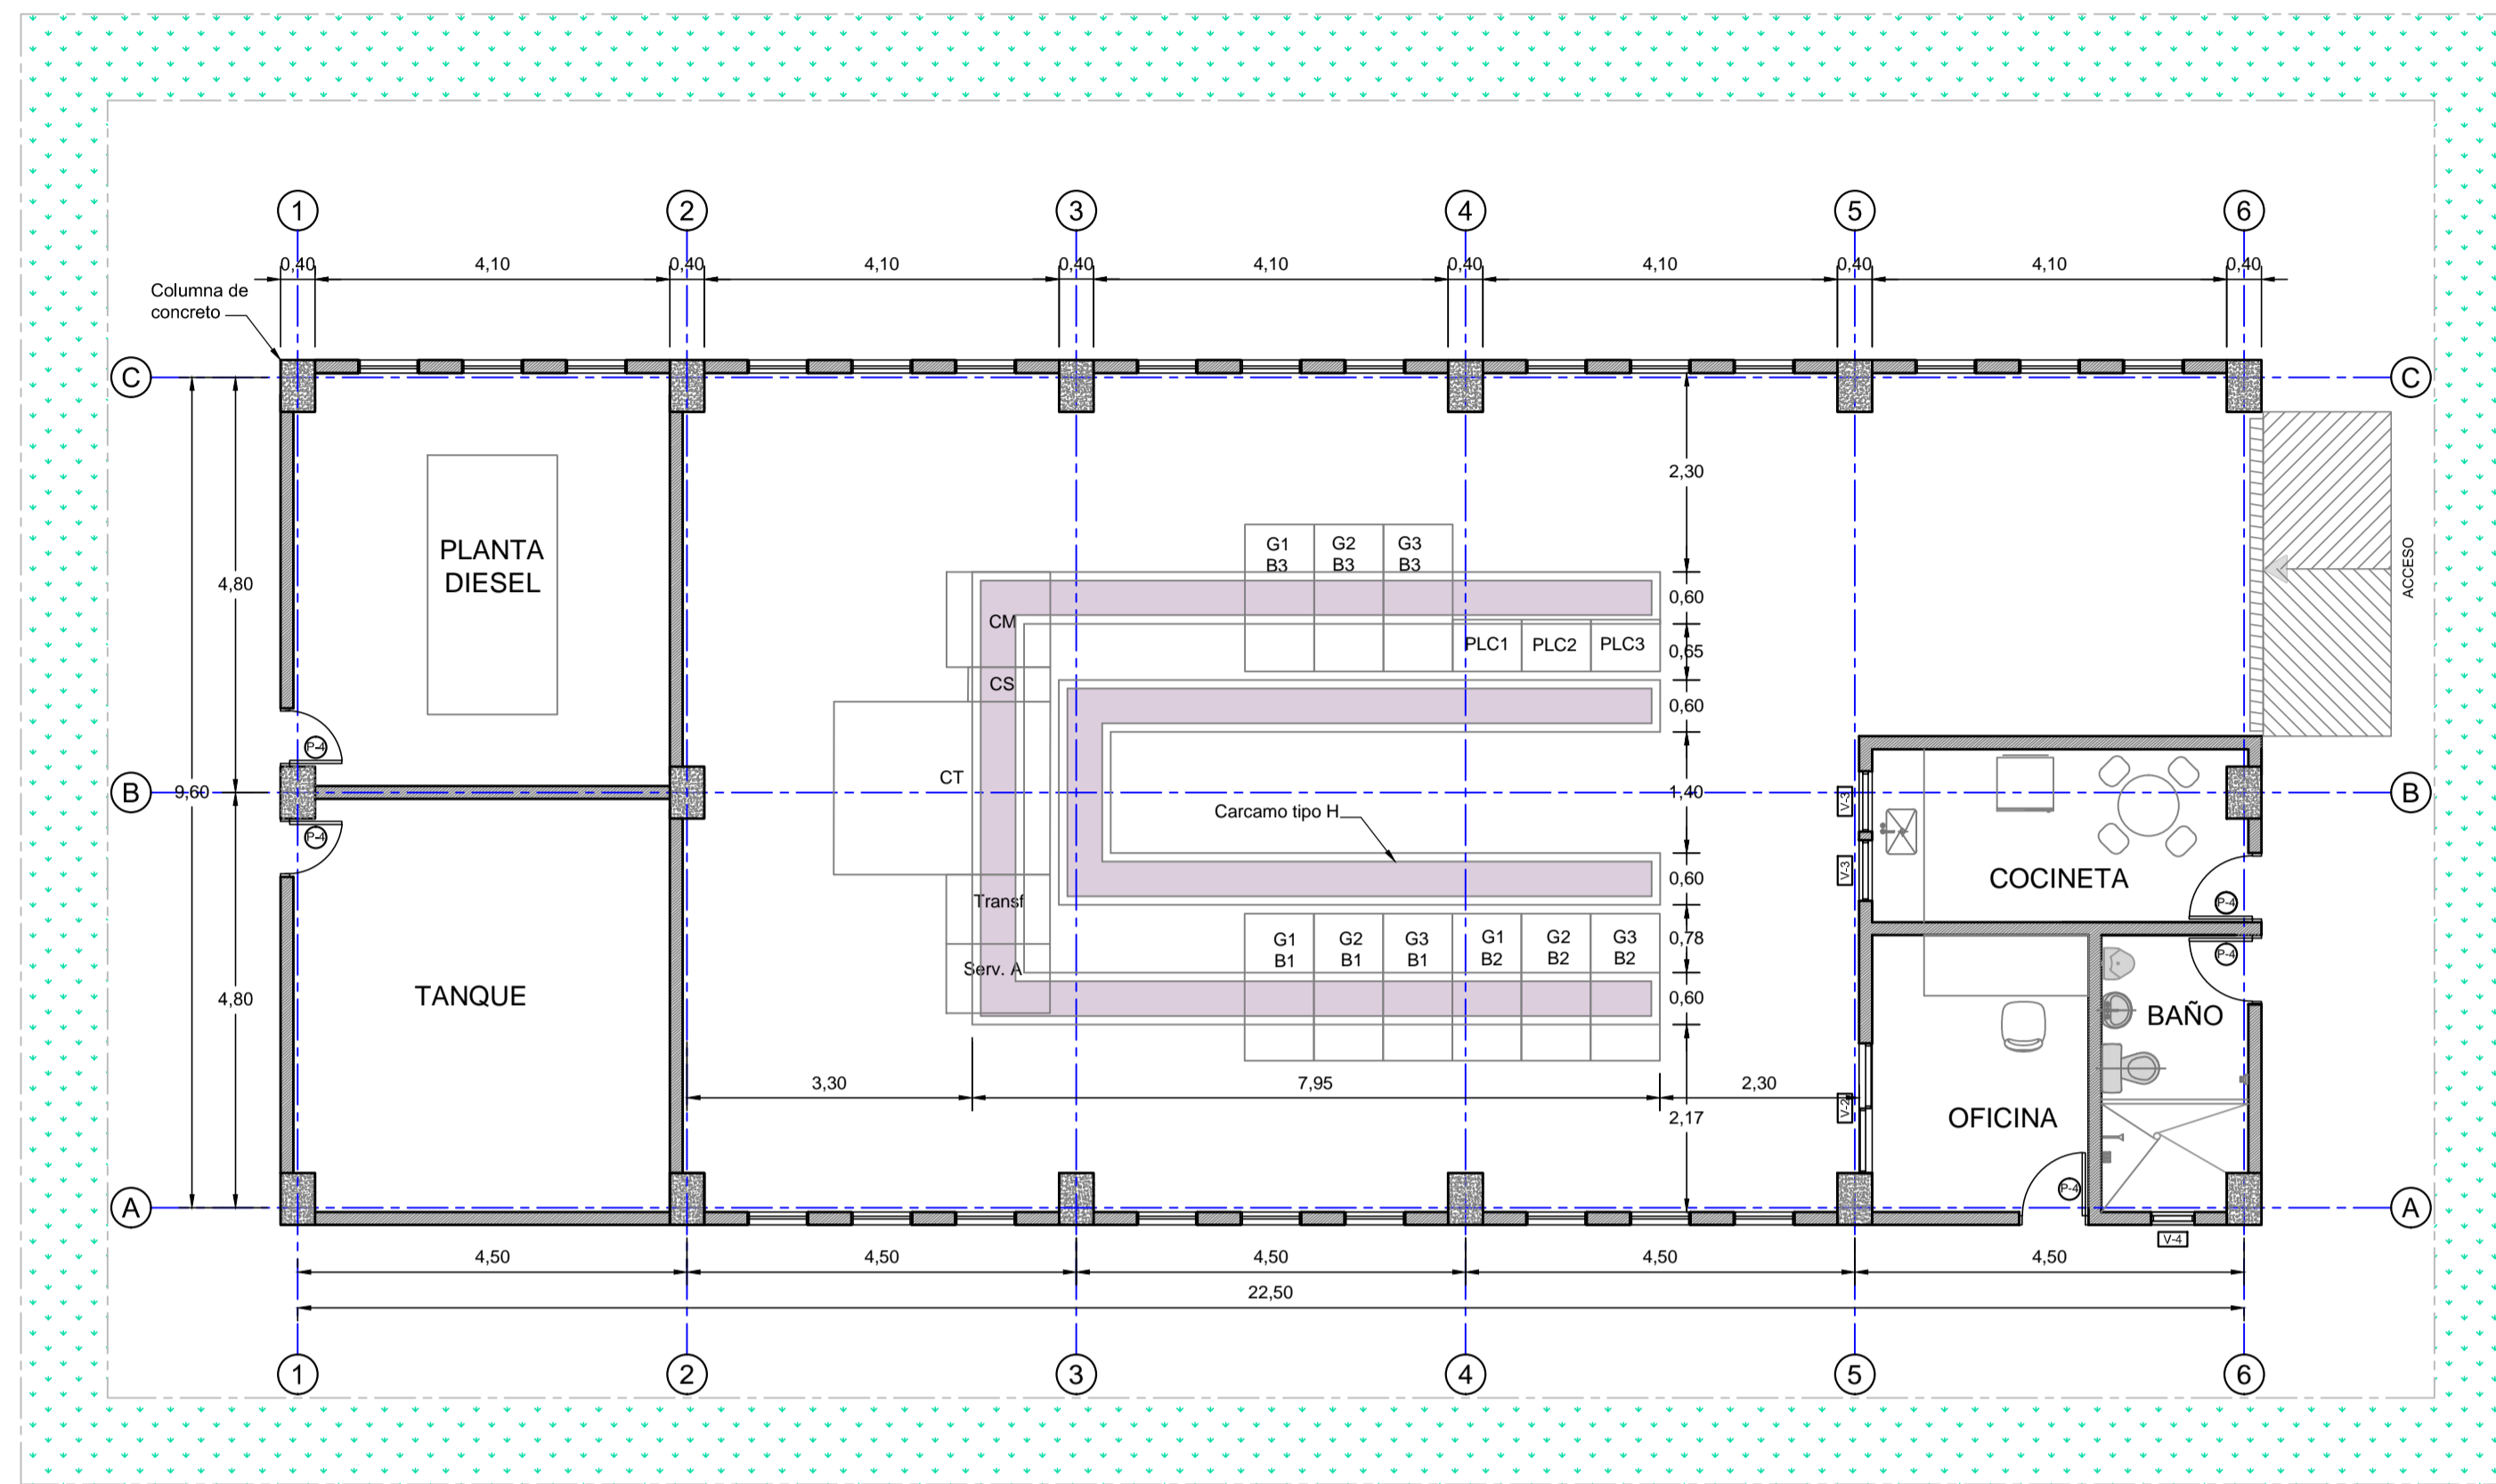 1 2 3 4 5 6
0,40 4,10 0,40 4,10 0,40 4,10 0,40 4,10 0,40 4,10 0,40
Columna de
concreto
C C
2,30
PLANTA
DIESEL
4,80
G1
B3
G2
B3
G3
B3
ACCESO
0,60
CM
PLC1 PLC2 PLC3 0,65
CS
0,60
P-4
CT
B 9,60 1,40 B
V-3
Carcamo tipo H
P-4
V-3
COCINETA
0,60
Transf
P-4
G1
B1
G2
B1
G3
B1
G1
B2
G2
B2
G3
B2
0,78
P-4
Serv. A
TANQUE
4,80
0,60
BAÑO
3,30 7,95 2,30
V-2
2,17
OFICINA
P-4
A A
V-4
4,50 4,50 4,50 4,50 4,50
22,50
1 2 3 4 5 6